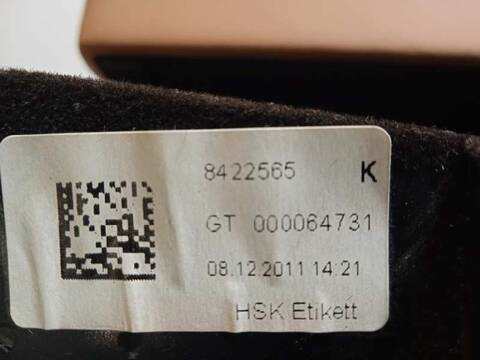 8422565 K
GT 000064731
08.12.2011 14:21
HSK Etikett